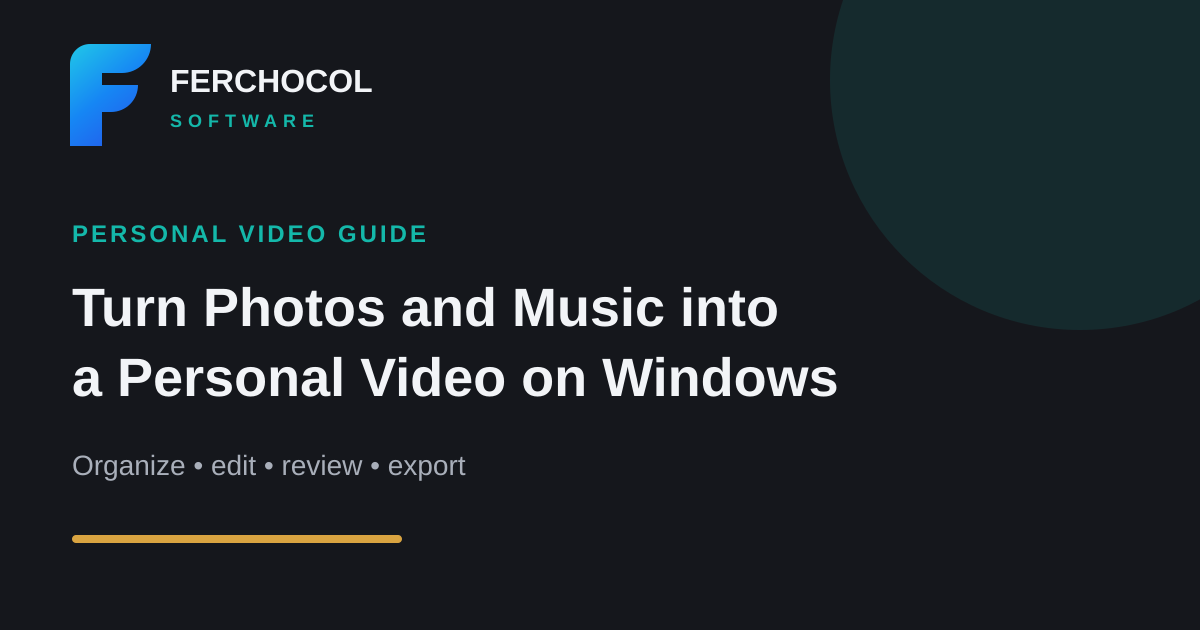 FERCHOCOL
SOFTWARE
PERSONAL VIDEO GUIDE
Turn Photos and Music into
a Personal Video on Windows
Organize • edit • review • export